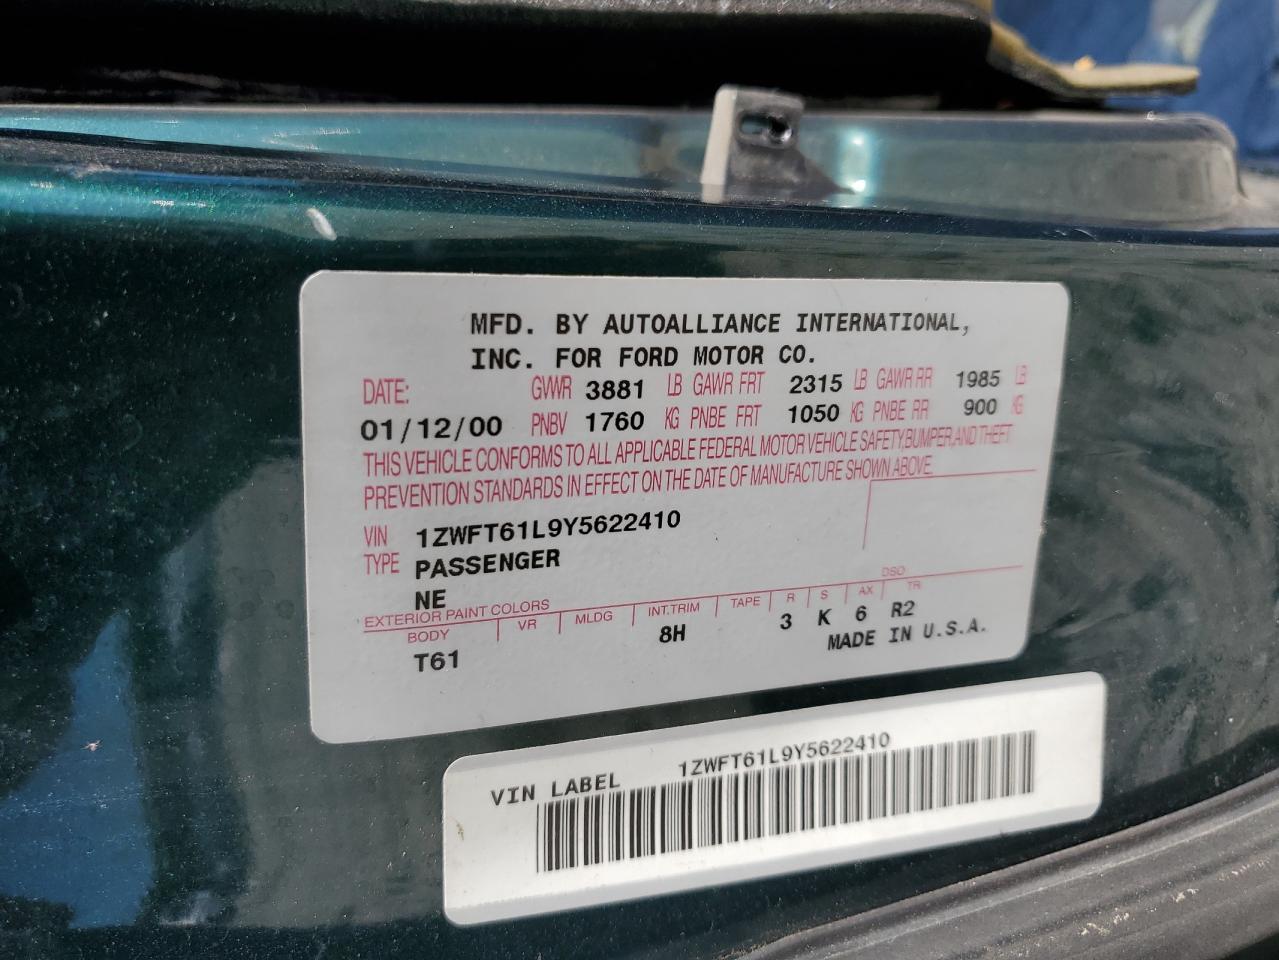 MFD. BY AUTOALLIANCE INTERNATIONAL,
INC. FOR FORD MOTOR CO.
DATE: GVWR 3881 LB GAWR FRT 2315 LB GAWR RR 1985 LB
01/12/00 PNBV 1760 KG PNBE FRT 1050 KG PNBE RR 900 KG
THIS VEHICLE CONFORMS TO ALL APPLICABLE FEDERAL MOTOR VEHICLE SAFETY, BUMPER, AND THEFT
PREVENTION STANDARDS IN EFFECT ON THE DATE OF MANUFACTURE SHOWN ABOVE.
VIN 1ZWFT61L9Y5622410
TYPE PASSENGER
NE
EXTERIOR PAINT COLORS DSO
BODY VR MLDG INT.TRIM TAPE R S AX TR
T61 8H 3 K 6 R2
MADE IN U.S.A.
VIN LABEL 1ZWFT61L9Y5622410